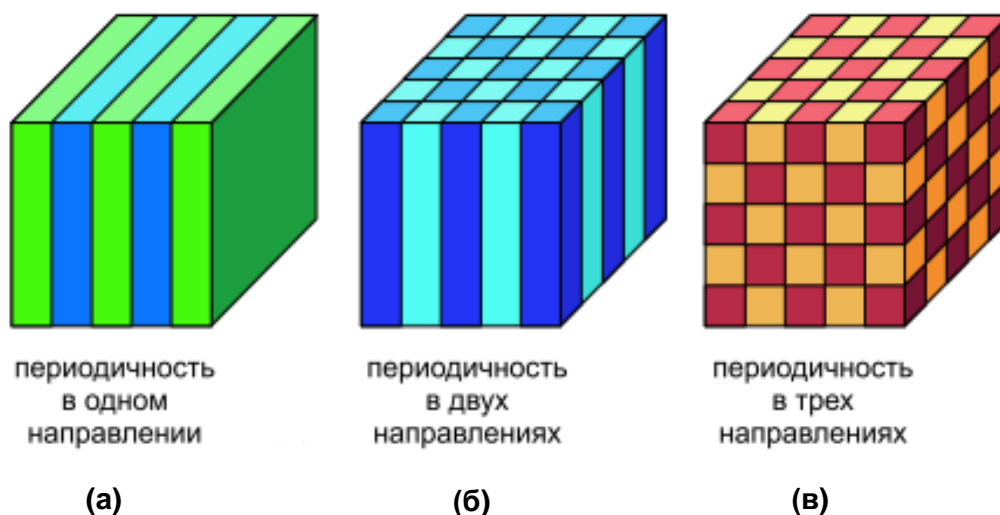 периодичность
в одном
направлении
периодичность
в двух
направлениях
периодичность
в трех
направлениях
(а)
(б)
(в)